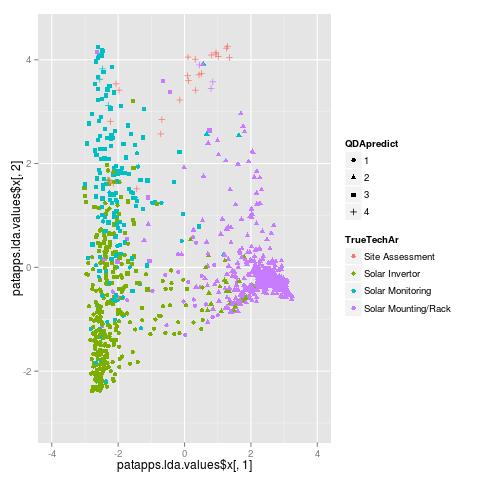 4
2
0
-2
-4
-2
0
2
4
patapps.lda.values$x[, 2]
patapps.lda.values$x[, 1]
QDApredict
1
2
3
4
TrueTechAr
Site Assessment
Solar Invertor
Solar Monitoring
Solar Mounting/Rack